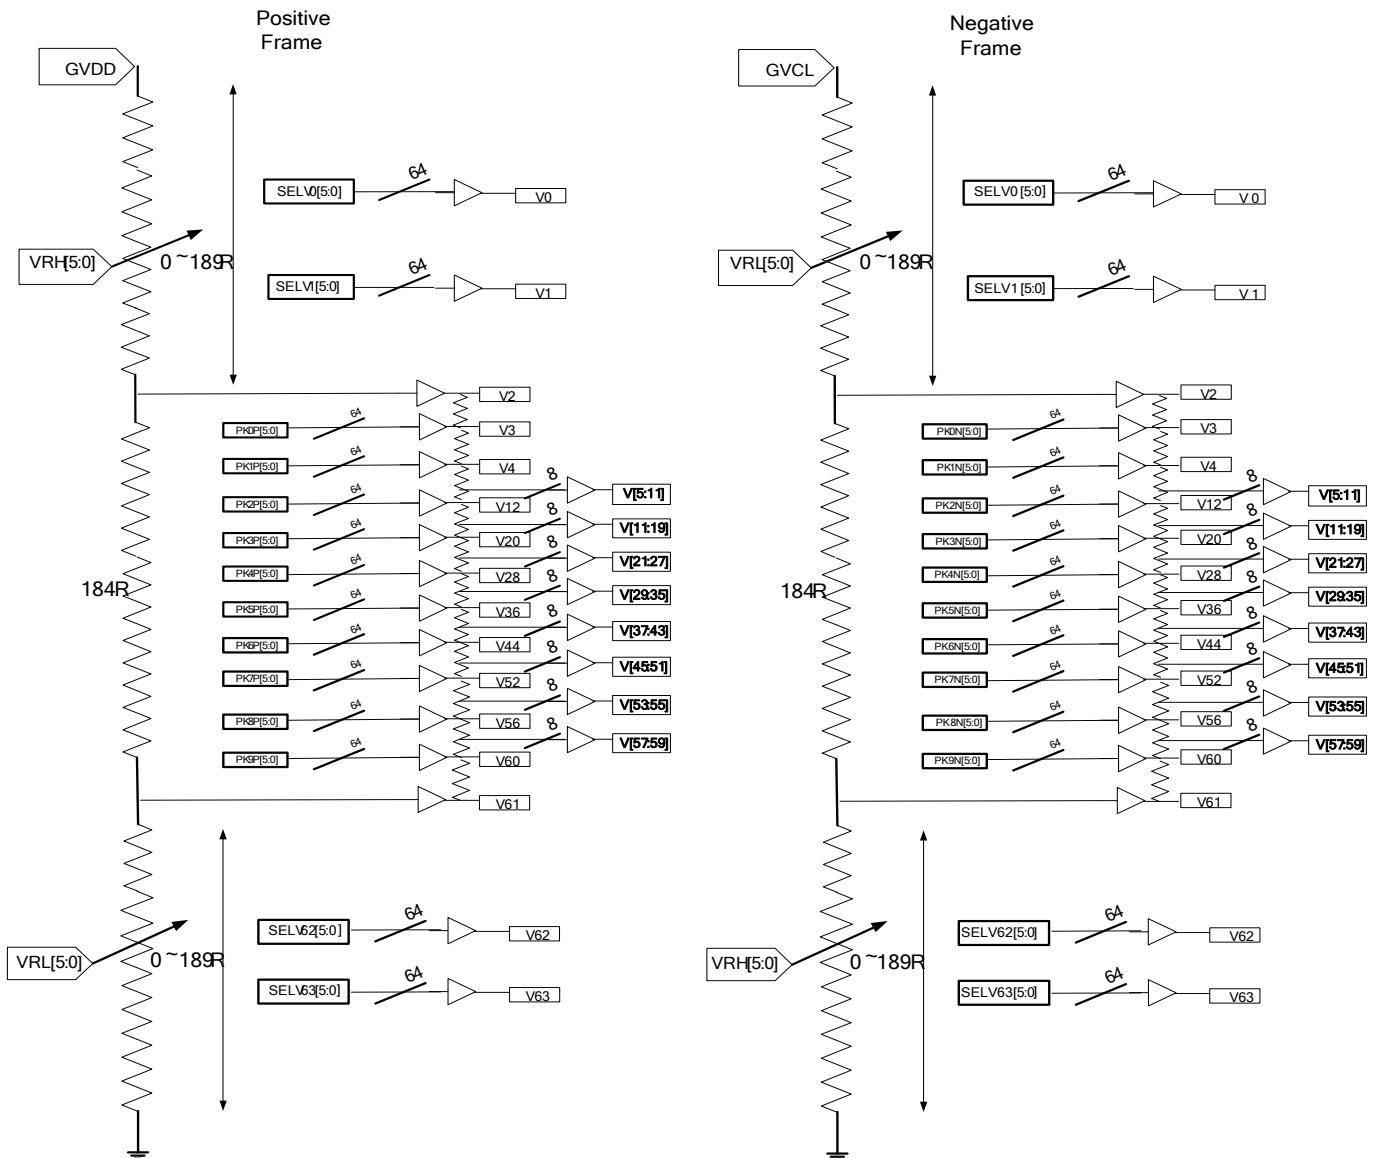 Positive
Frame
GVDD
SELV0[5:0]
64
V0
VRH[5:0]
0~189R
SELV1[5:0]
64
V1
V2
PK0P[5:0]
64
V3
PK1P[5:0]
64
V4
8
V[5:11]
PK2P[5:0]
64
V12
8
V[11:19]
PK3P[5:0]
64
V20
8
V[21:27]
PK4P[5:0]
64
V28
8
V[29:35]
184R
PK5P[5:0]
64
V36
8
V[37:43]
PK6P[5:0]
64
V44
8
V[45:51]
PK7P[5:0]
64
V52
8
V[53:55]
PK8P[5:0]
64
V56
8
V[57:59]
PK9P[5:0]
64
V60
V61
SELV62[5:0]
64
V62
VRL[5:0]
0~189R
SELV63[5:0]
64
V63
Negative
Frame
GVCL
SELV0[5:0]
64
V0
VRL[5:0]
0~189R
SELV1[5:0]
64
V1
V2
PK0N[5:0]
64
V3
PK1N[5:0]
64
V4
8
V[5:11]
PK2N[5:0]
64
V12
8
V[11:19]
PK3N[5:0]
64
V20
8
V[21:27]
PK4N[5:0]
64
V28
8
V[29:35]
184R
PK5N[5:0]
64
V36
8
V[37:43]
PK6N[5:0]
64
V44
8
V[45:51]
PK7N[5:0]
64
V52
8
V[53:55]
PK8N[5:0]
64
V56
8
V[57:59]
PK9N[5:0]
64
V60
V61
SELV62[5:0]
64
V62
VRH[5:0]
0~189R
SELV63[5:0]
64
V63